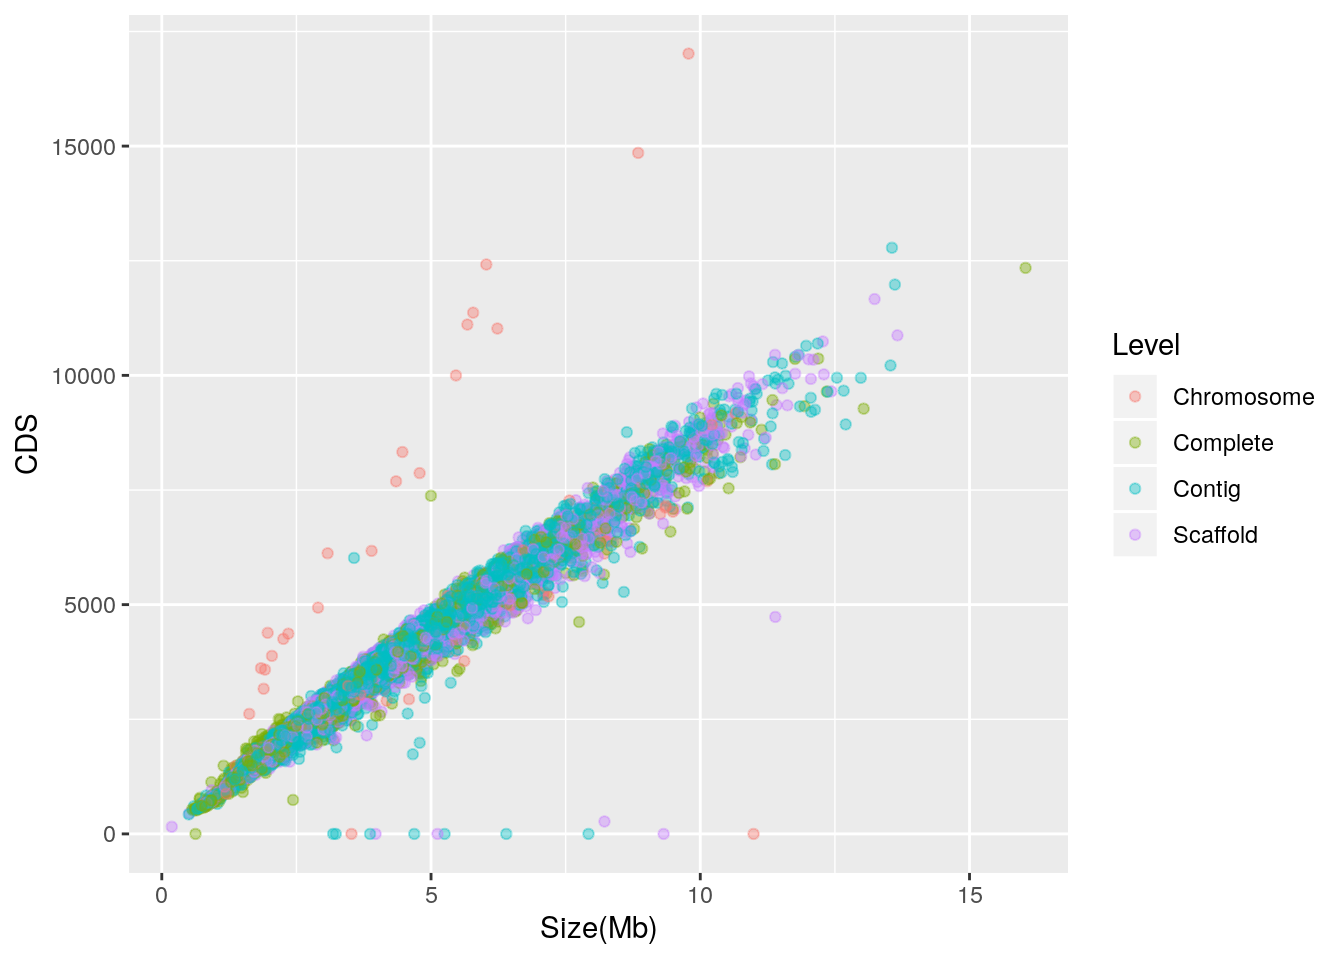 CDS
15000
10000
5000
0
0
5
10
15
Size(Mb)
Level
Chromosome
Complete
Contig
Scaffold